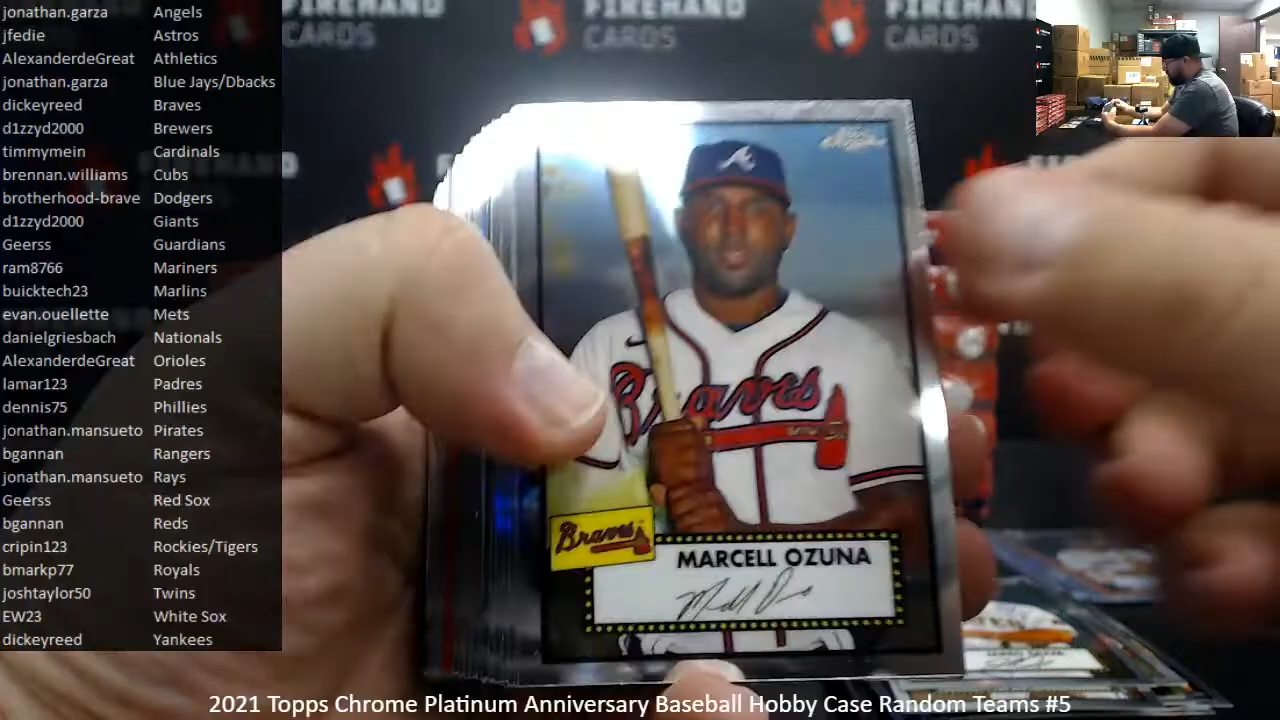 jonathan.garza Angels
jfedie Astros
AlexanderdeGreat Athletics
jonathan.garza Blue Jays/Dbacks
dickeyreed Braves
d1zzyd2000 Brewers
timmymein Cardinals
brennan.williams Cubs
brotherhood-brave Dodgers
d1zzyd2000 Giants
Geerss Guardians
ram8766 Mariners
buicktech23 Marlins
evan.ouellette Mets
danielgriesbach Nationals
AlexanderdeGreat Orioles
lamar123 Padres
dennis75 Phillies
jonathan.mansueto Pirates
bgannan Rangers
jonathan.mansueto Rays
Geerss Red Sox
bgannan Reds
cripin123 Rockies/Tigers
bmarkp77 Royals
joshtaylor50 Twins
EW23 White Sox
dickeyreed Yankees
FIREHAND CARDS
FIREHAND CARDS
FIREHAND CARDS
Braves
Braves
MARCELL OZUNA
2021 Topps Chrome Platinum Anniversary Baseball Hobby Case Random Teams #5